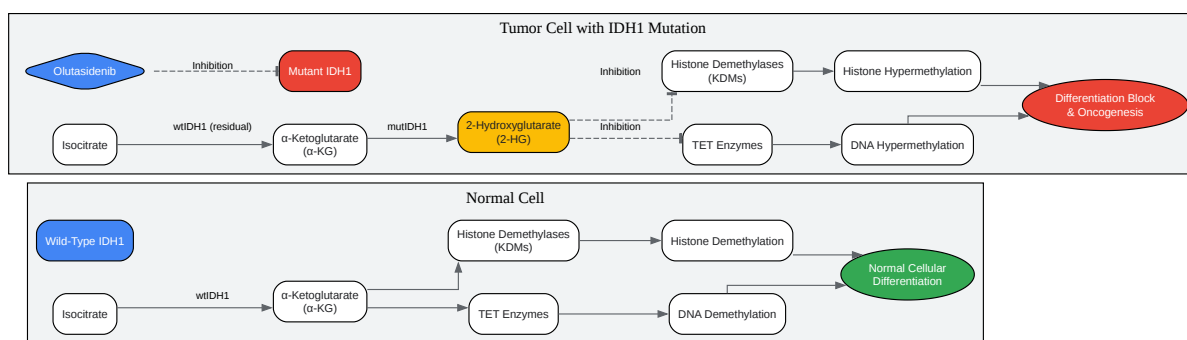 Tumor Cell with IDH1 Mutation
Olutasidenib
Inhibition
Mutant IDH1
Inhibition
Histone Demethylases
(KDMs)
Histone Hypermethylation
Differentiation Block
& Oncogenesis
Isocitrate
wtIDH1 (residual)
α-Ketoglutarate
(α-KG)
mutIDH1
2-Hydroxyglutarate
(2-HG)
Inhibition
TET Enzymes
DNA Hypermethylation
Normal Cell
Wild-Type IDH1
Histone Demethylases
(KDMs)
Histone Demethylation
Normal Cellular
Differentiation
Isocitrate
wtIDH1
α-Ketoglutarate
(α-KG)
TET Enzymes
DNA Demethylation